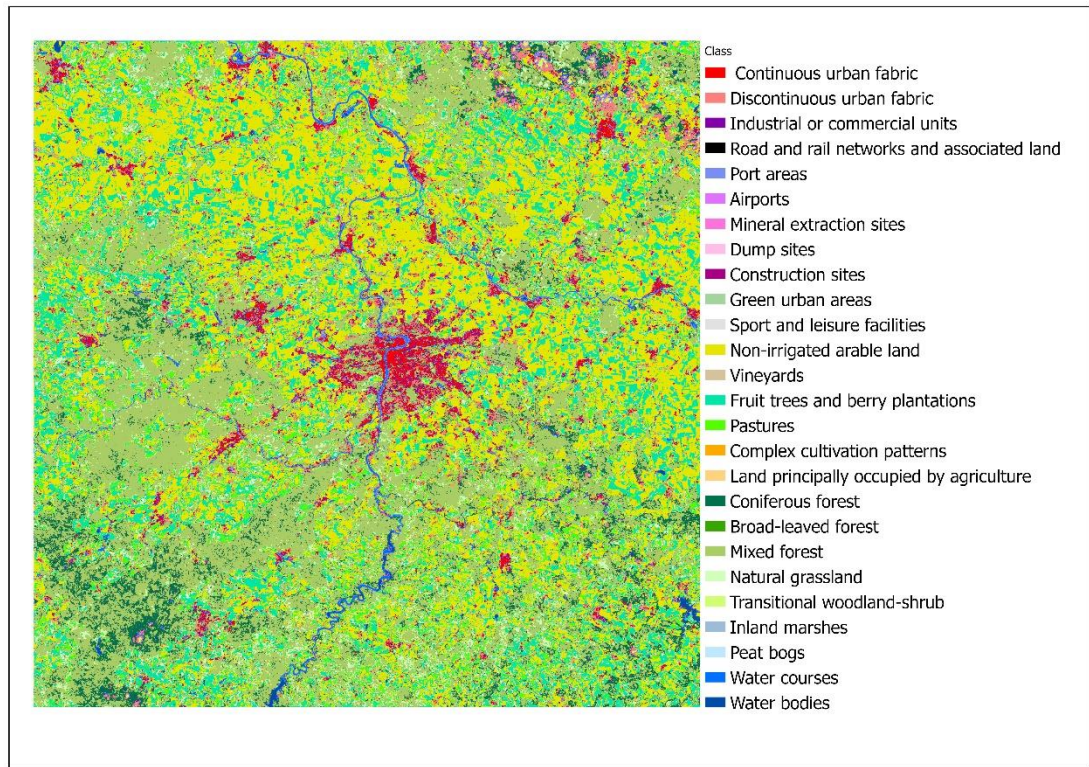 Class
Continuous urban fabric
Discontinuous urban fabric
Industrial or commercial units
Road and rail networks and associated land
Port areas
Airports
Mineral extraction sites
Dump sites
Construction sites
Green urban areas
Sport and leisure facilities
Non-irrigated arable land
Vineyards
Fruit trees and berry plantations
Pastures
Complex cultivation patterns
Land principally occupied by agriculture
Coniferous forest
Broad-leaved forest
Mixed forest
Natural grassland
Transitional woodland-shrub
Inland marshes
Peat bogs
Water courses
Water bodies